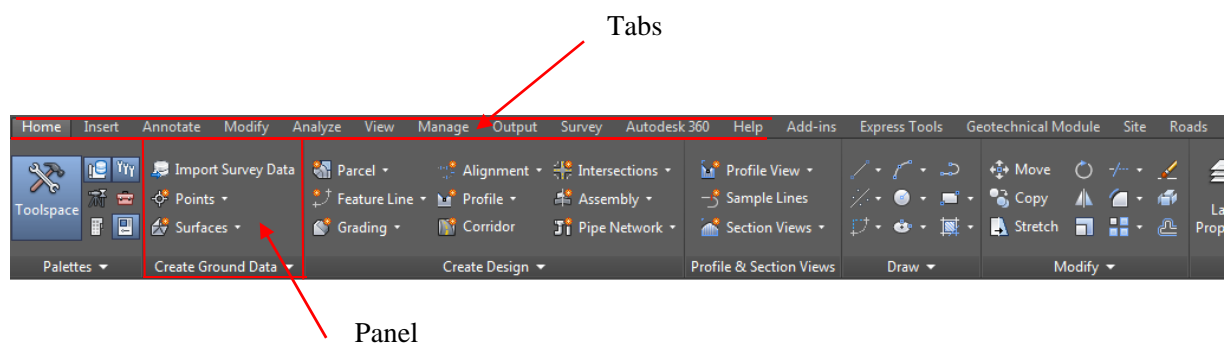 Tabs
Home Insert Annotate Modify Analyze View Manage Output Survey Autodesk 360 Help Add-ins Express Tools Geotechnical Module Site Roads
Import Survey Data Parcel Alignment Intersections Profile View Move
Toolspace Points Feature Line Profile Assembly Sample Lines Copy
Surfaces Grading Corridor Pipe Network Section Views Stretch
Palettes Create Ground Data Create Design Profile & Section Views Draw Modify
Panel